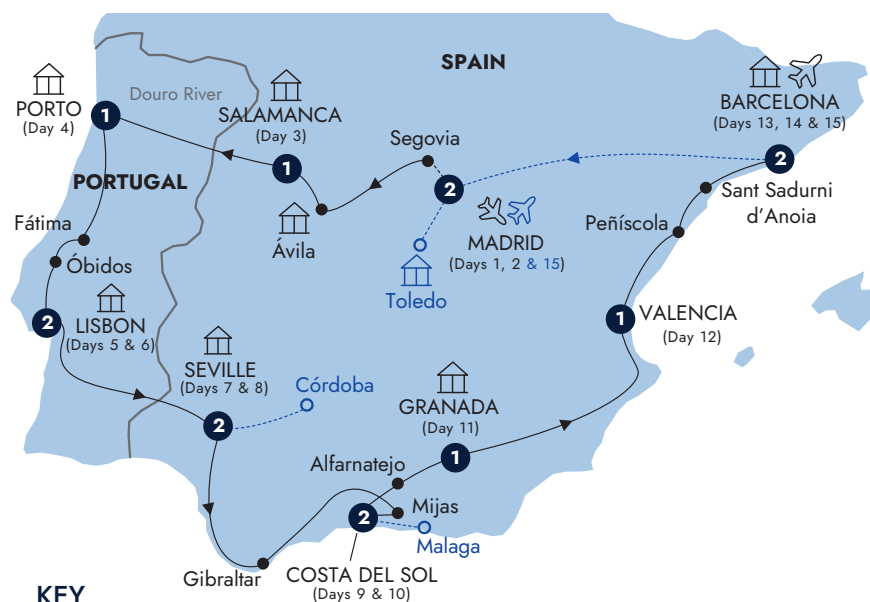 SPAIN
PORTO
(Day 4)
1
Douro River
SALAMANCA
(Day 3)
1
Segovia
BARCELONA
(Days 13, 14 & 15)
2
Sant Sadurni
d'Anoia
PORTUGAL
Ávila
2
MADRID
(Days 1, 2 & 15)
Toledo
Peñíscola
Fátima
Óbidos
2
LISBON
(Days 5 & 6)
1
VALENCIA
(Day 12)
SEVILLE
(Days 7 & 8)
2
Córdoba
GRANADA
(Day 11)
1
Alfarnatejo
Mijas
2
Malaga
Gibraltar
COSTA DEL SOL
(Days 9 & 10)
KEY